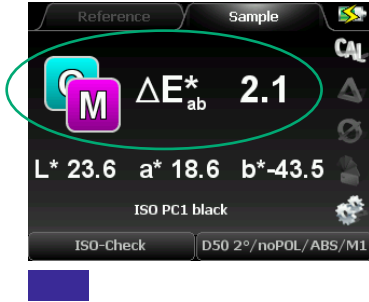 Reference Sample
CAL
C M ΔE*ab 2.1
L* 23.6 a* 18.6 b*-43.5
ISO PC1 black
ISO-Check D50 2°/noPOL/ABS/M1